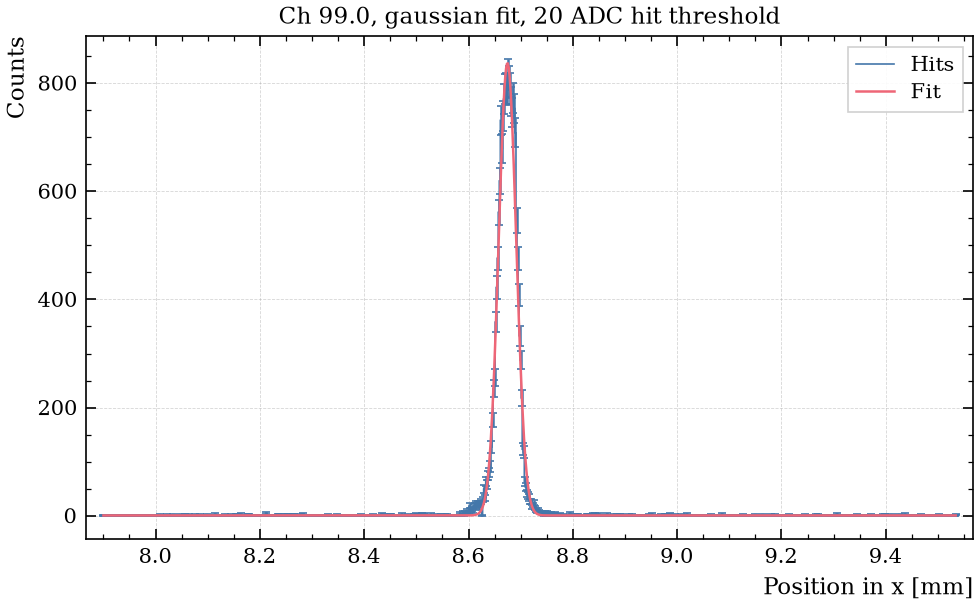 Ch 99.0, gaussian fit, 20 ADC hit threshold
Counts
Hits
Fit
800
600
400
200
0
8.0 8.2 8.4 8.6 8.8 9.0 9.2 9.4
Position in x [mm]